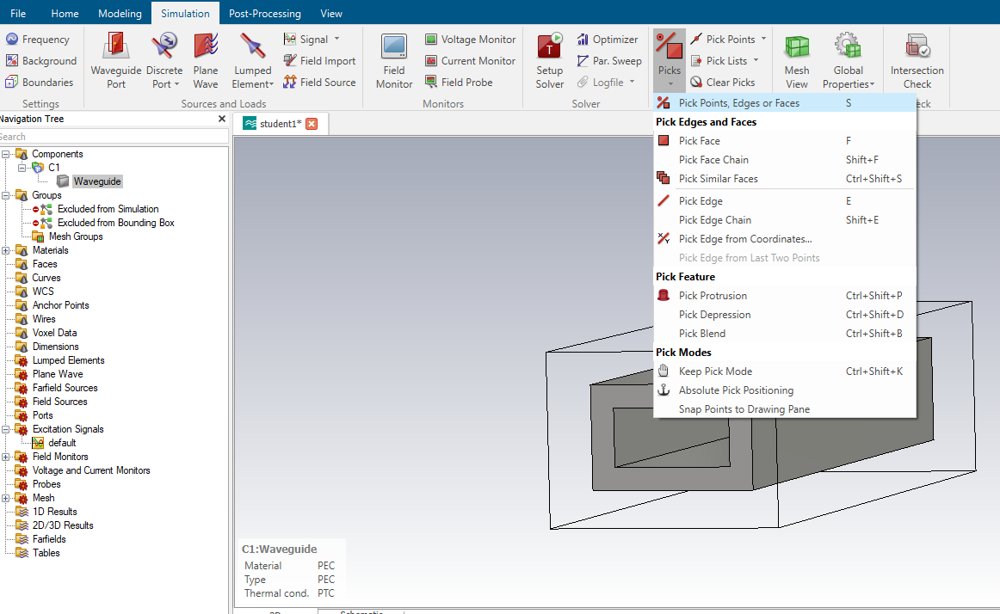 File Home Modeling Simulation Post-Processing View
Frequency
Background
Boundaries
Settings
Waveguide Port
Discrete Port
Plane Wave
Lumped Element
Signal
Field Import
Field Source
Sources and Loads
Field Monitor
Voltage Monitor
Current Monitor
Field Probe
Monitors
Setup Solver
Optimizer
Par. Sweep
Logfile
Solver
Picks
Pick Points
Pick Lists
Clear Picks
Mesh View
Global Properties
Intersection Check
Pick Points, Edges or Faces S
Pick Edges and Faces
Pick Face F
Pick Face Chain Shift+F
Pick Similar Faces Ctrl+Shift+S
Pick Edge E
Pick Edge Chain Shift+E
Pick Edge from Coordinates...
Pick Edge from Last Two Points
Pick Feature
Pick Protrusion Ctrl+Shift+P
Pick Depression Ctrl+Shift+D
Pick Blend Ctrl+Shift+B
Pick Modes
Keep Pick Mode Ctrl+Shift+K
Absolute Pick Positioning
Snap Points to Drawing Pane
Navigation Tree
Search
Components
C1
Waveguide
Groups
Excluded from Simulation
Excluded from Bounding Box
Mesh Groups
Materials
Faces
Curves
WCS
Anchor Points
Wires
Voxel Data
Dimensions
Lumped Elements
Plane Wave
Farfield Sources
Field Sources
Ports
Excitation Signals
default
Field Monitors
Voltage and Current Monitors
Probes
Mesh
1D Results
2D/3D Results
Farfields
Tables
student1*
C1:Waveguide
Material PEC
Type PEC
Thermal cond. PTC